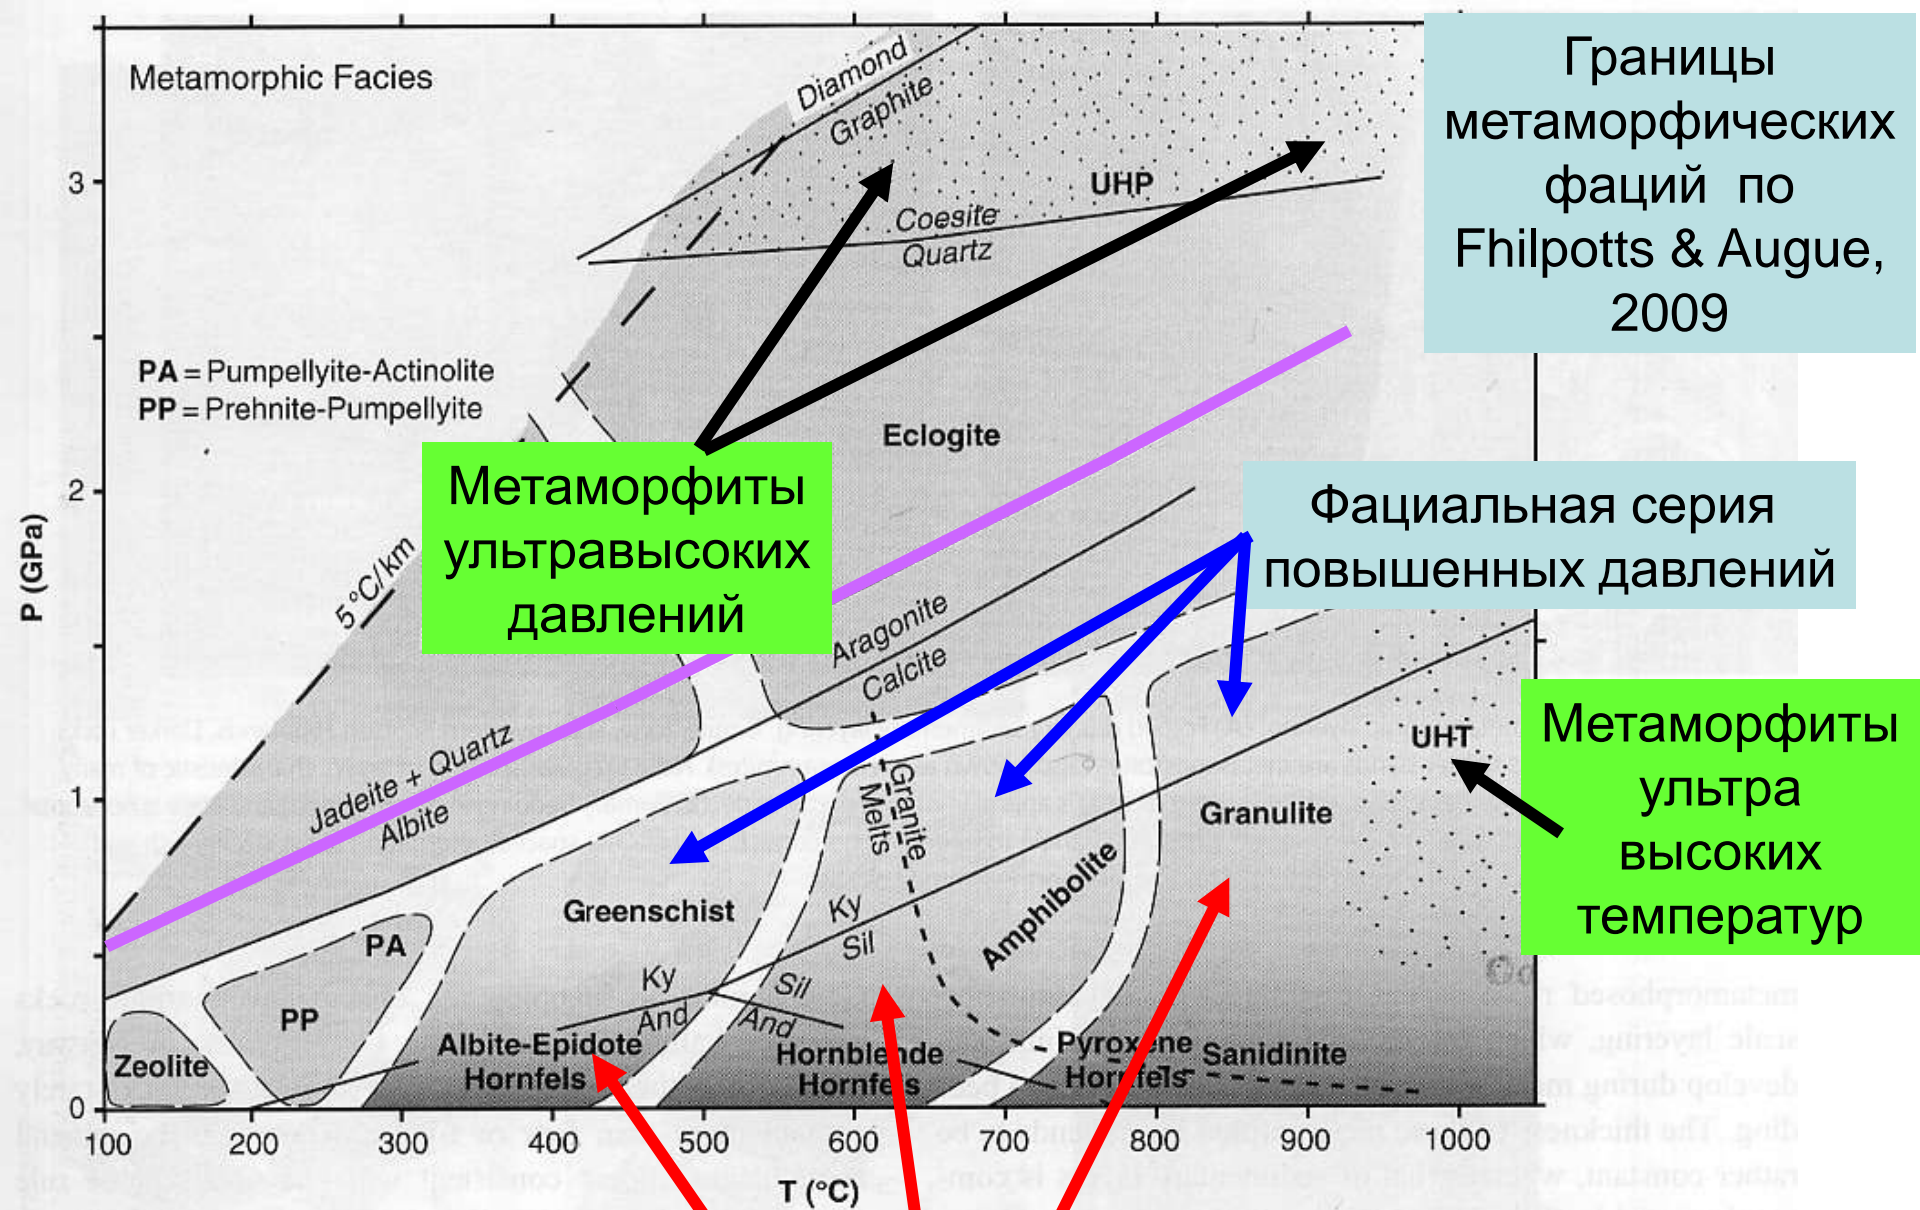 Metamorphic Facies
Границы
метаморфических
фаций по
Fhilpotts & Augue,
2009
Diamond
Graphite
UHP
Coesite
Quartz
3
PA = Pumpellyite-Actinolite
PP = Prehnite-Pumpellyite
Eclogite
Метаморфиты
ультравысоких
давлений
Фациальная серия
повышенных давлений
2
P (GPa)
5 °C/km
Aragonite
Calcite
Метаморфиты
ультра
высоких
температур
UHT
Jadeite + Quartz
Albite
1
Granite
Melts
Granulite
Greenschist
Ky
Sil
Amphibolite
PA
Ky
And
Sil
And
PP
Zeolite
Albite-Epidote
Hornfels
Hornblende
Hornfels
Pyroxene
Hornfels
Sanidinite
0
100 200 300 400 500 600 700 800 900 1000
T (°C)